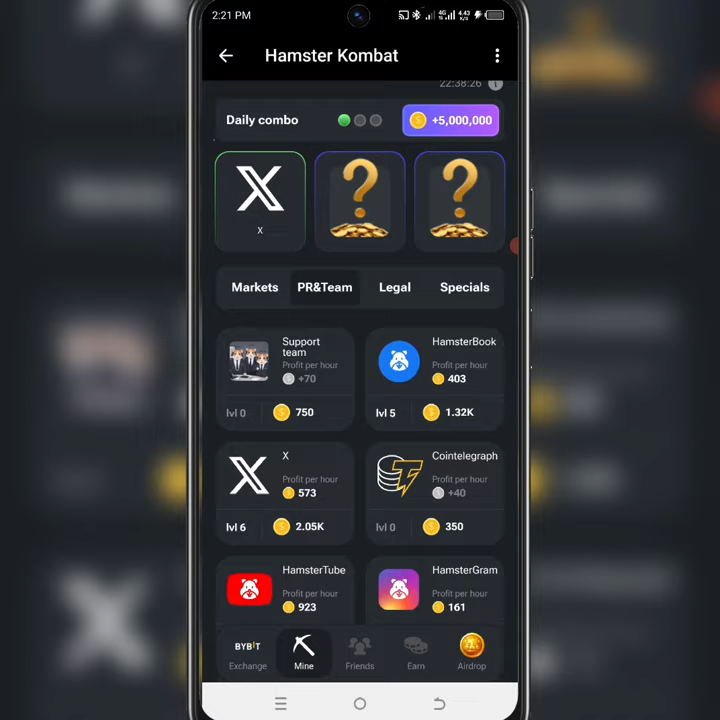 2:21 PM
4G 4.43 K/s
Hamster Kombat
22:38:26
Daily combo
+5,000,000
X
Markets PR&Team Legal Specials
Support team
Profit per hour
+70
lvl 0 750
HamsterBook
Profit per hour
403
lvl 5 1.32K
X
Profit per hour
573
lvl 6 2.05K
Cointelegraph
Profit per hour
+40
lvl 0 350
HamsterTube
Profit per hour
923
HamsterGram
Profit per hour
161
BYBIT
Exchange Mine Friends Earn Airdrop